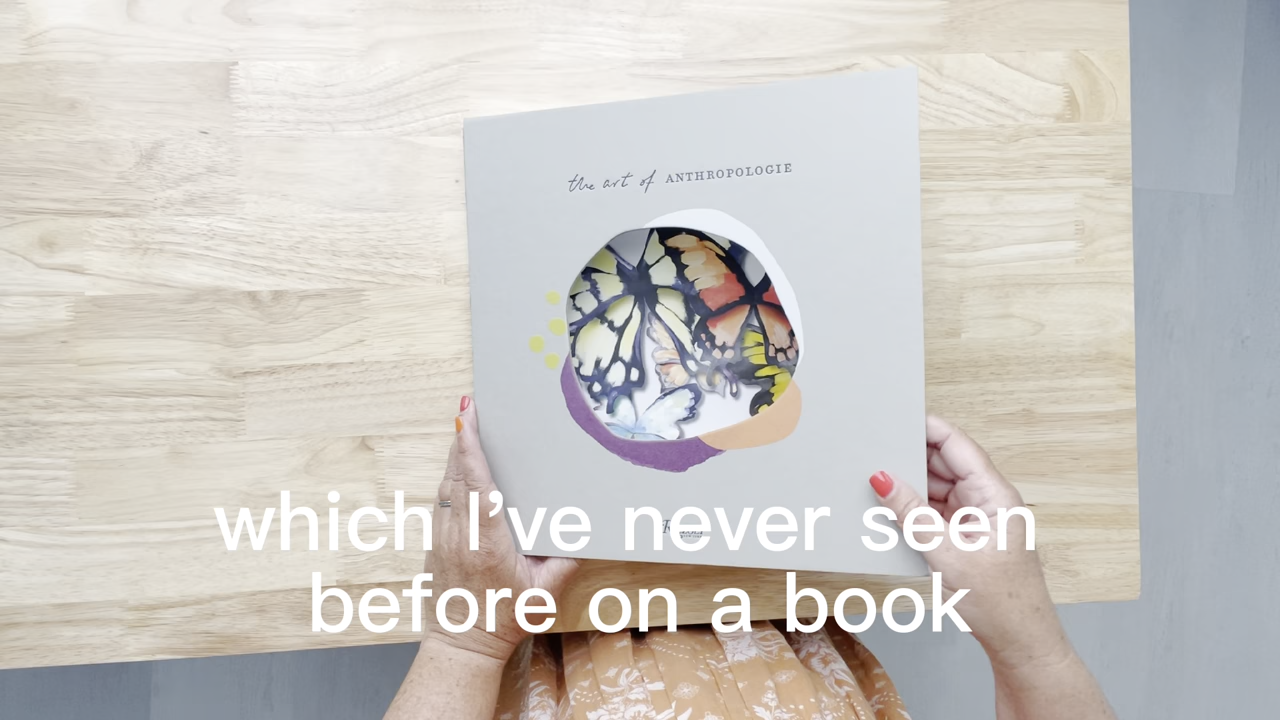 the art of ANTHROPOLOGIE
which I’ve never seen
before on a book